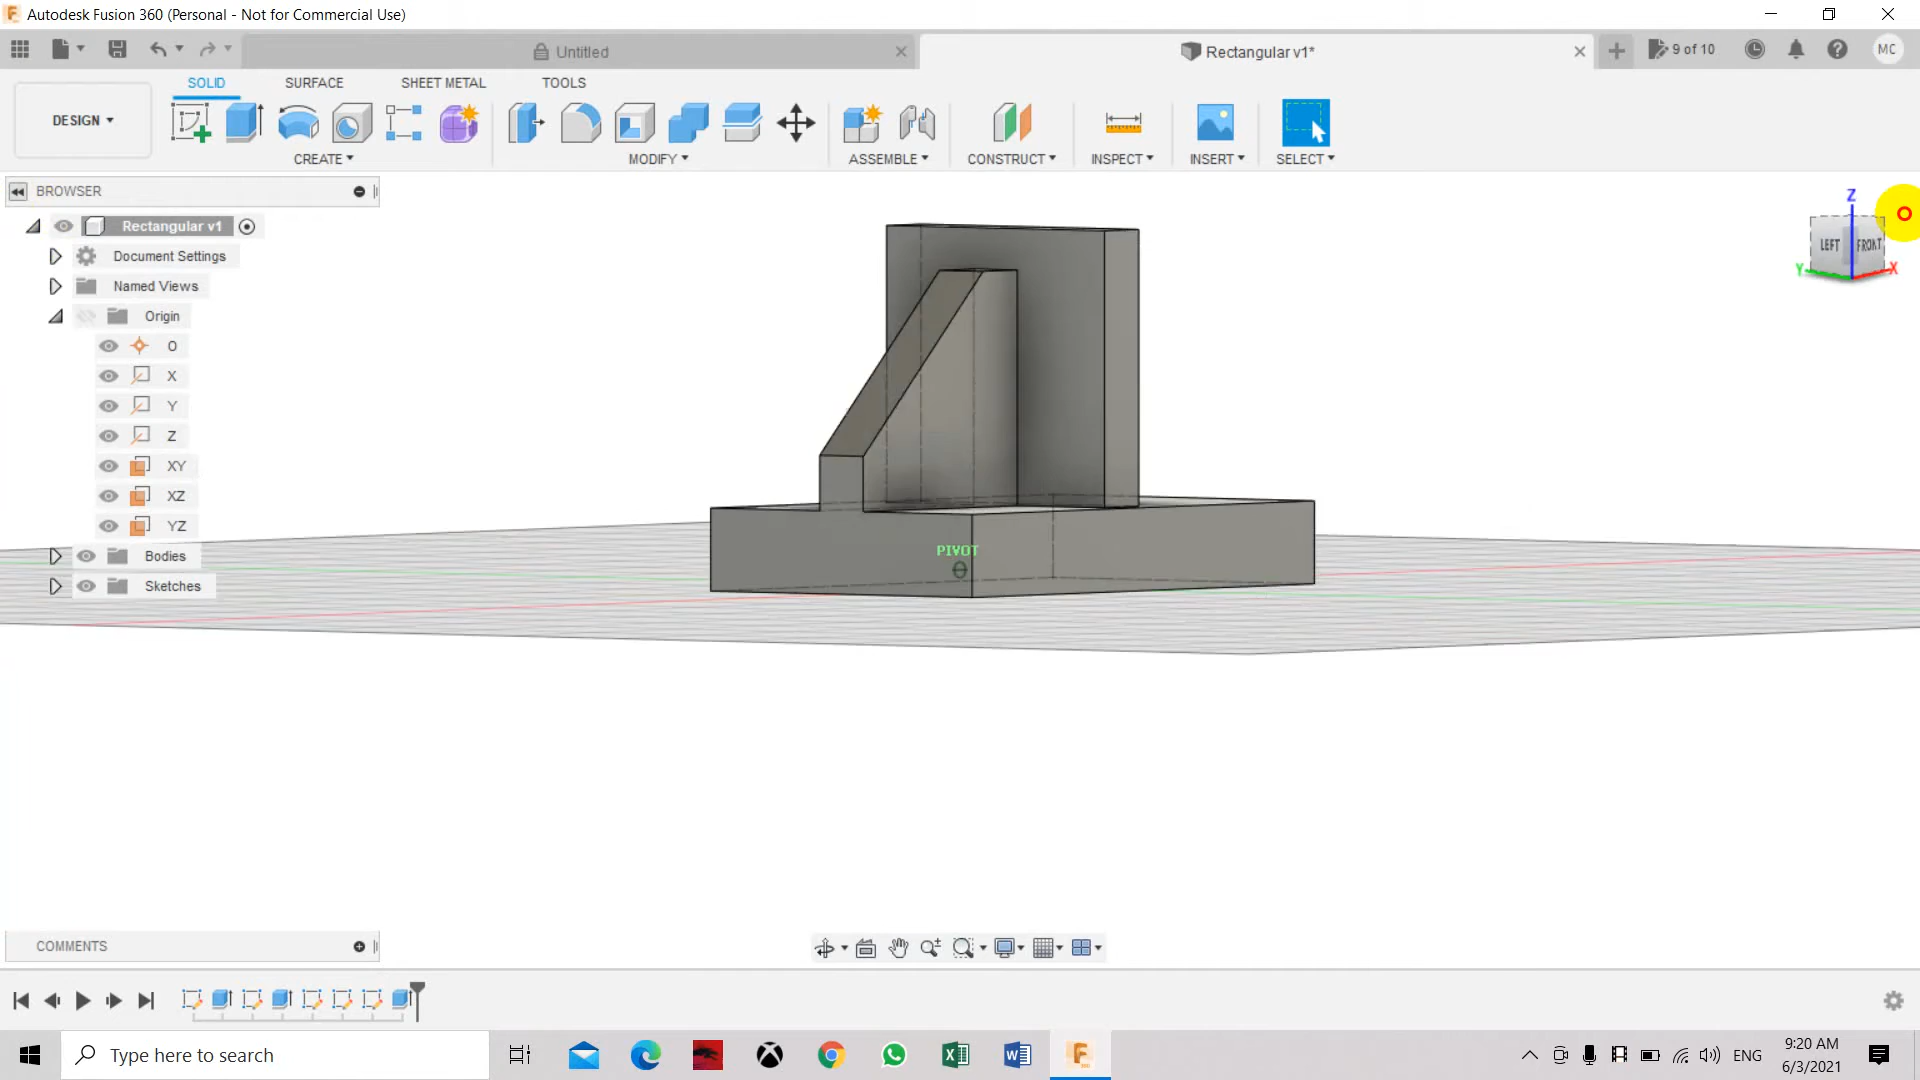 Autodesk Fusion 360 (Personal - Not for Commercial Use)
Untitled
Rectangular v1*
9 of 10
MC
SOLID SURFACE SHEET METAL TOOLS
DESIGN
CREATE MODIFY ASSEMBLE CONSTRUCT INSPECT INSERT SELECT
BROWSER
Rectangular v1
Document Settings
Named Views
Origin
O
X
Y
Z
XY
XZ
YZ
Bodies
Sketches
Z
LEFT FRONT
Y X
PIVOT
COMMENTS
Type here to search
ENG
9:20 AM
6/3/2021